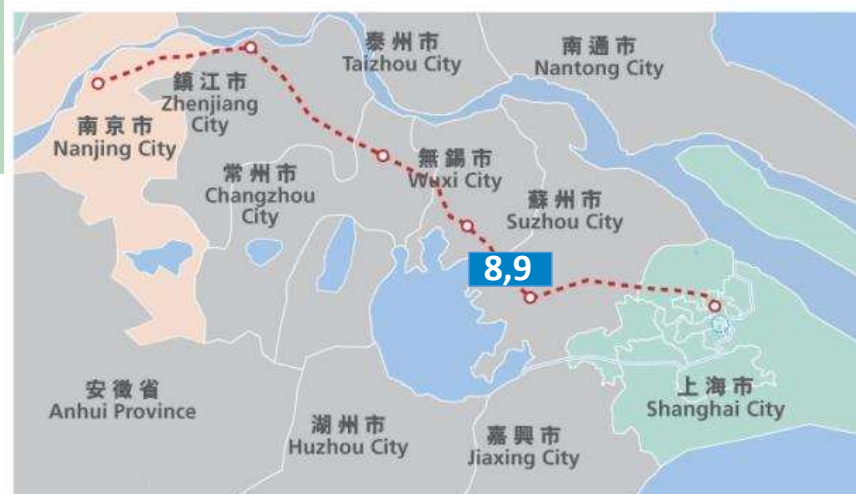 泰州市
Taizhou City
南通市
Nantong City
鎮江市
Zhenjiang
City
南京市
Nanjing City
常州市
Changzhou
City
無錫市
Wuxi City
蘇州市
Suzhou City
8,9
安徽省
Anhui Province
湖州市
Huzhou City
嘉興市
Jiaxing City
上海市
Shanghai City